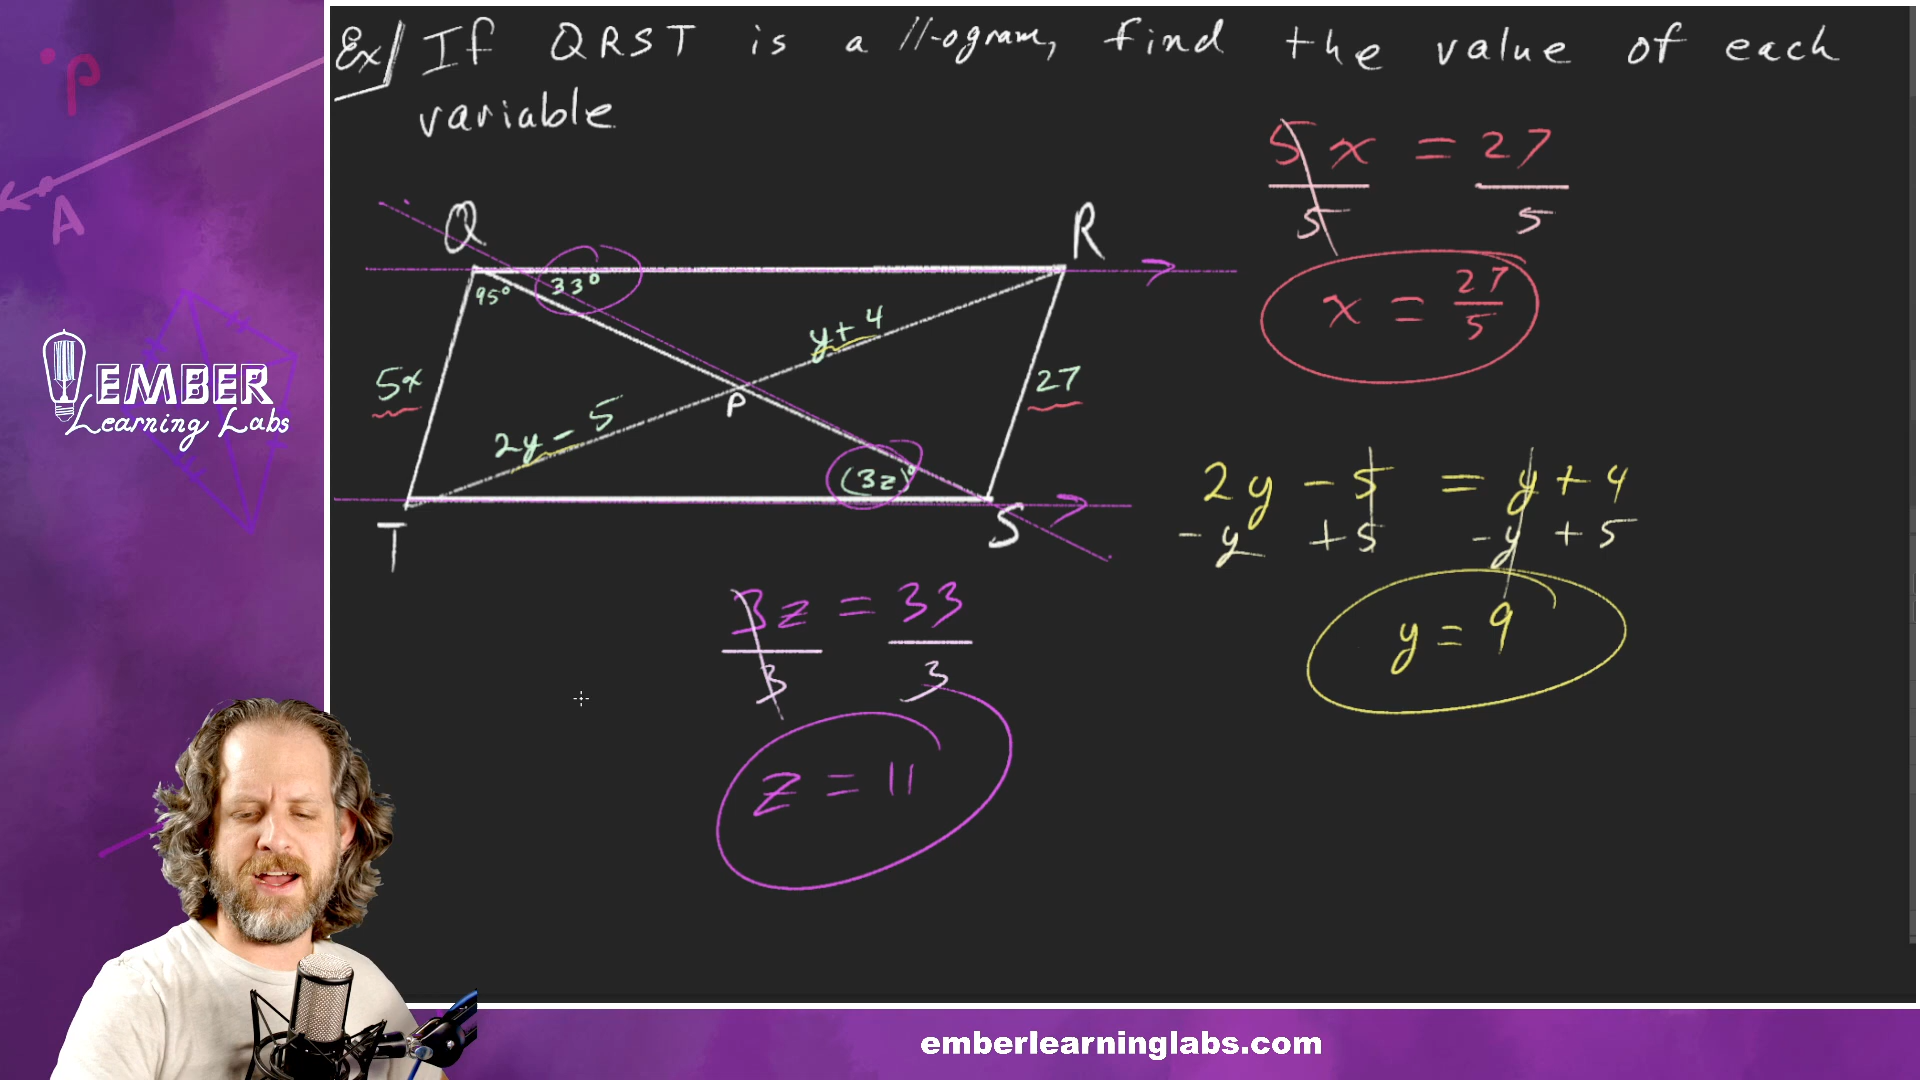 P
A
EMBER
Learning Labs
Ex) If QRST is a //-ogram, find the value of each
variable
Q
R
95°
33°
y+4
5x
27
P
2y-5
(3z)°
T
S
5x = 27
5 5
x = 27/5
2y - 5 = y + 4
-y +5 -y +5
y = 9
3z = 33
3 3
z = 11
emberlearninglabs.com